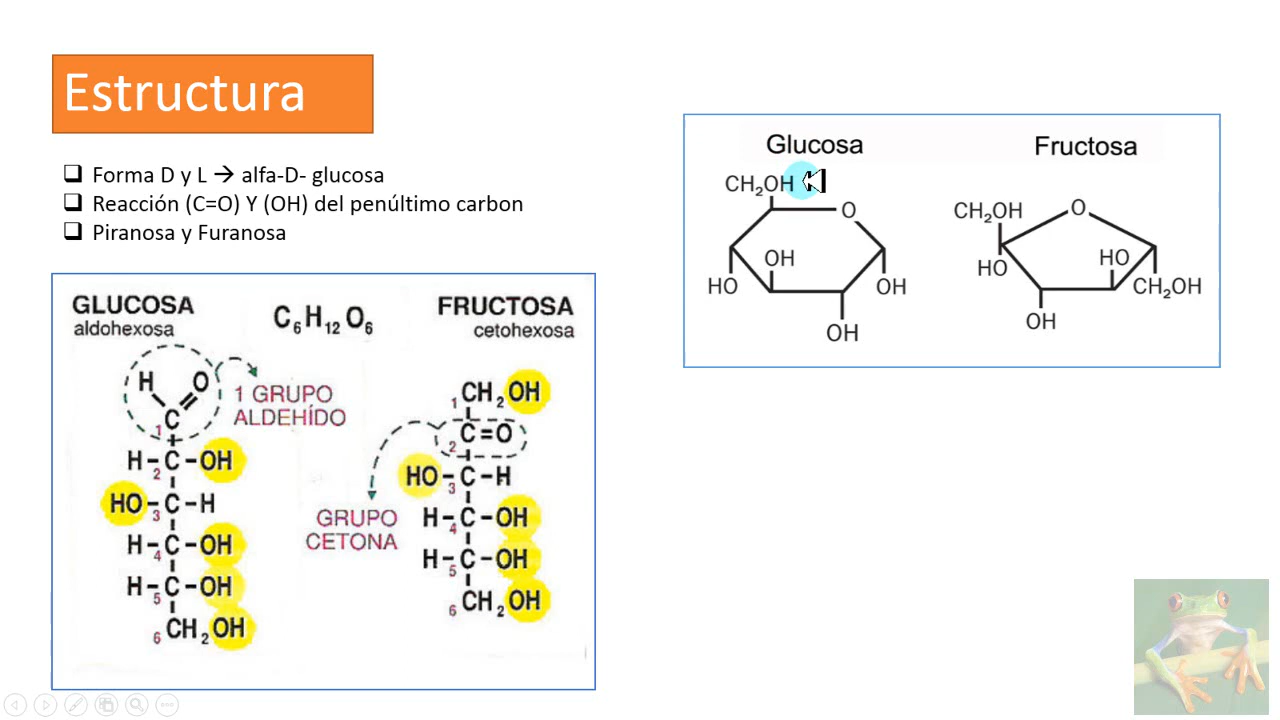 Estructura
❑ Forma D y L → alfa-D- glucosa
❑ Reacción (C=O) Y (OH) del penúltimo carbon
❑ Piranosa y Furanosa
GLUCOSA
aldohexosa
C6H12O6
FRUCTOSA
cetohexosa
H O
C
1
1 GRUPO
ALDEHÍDO
H-C-OH
2
HO-C-H
3
H-C-OH
4
H-C-OH
5
6 CH2OH
1 CH2OH
C=O
2
HO-C-H
3
H-C-OH
4
H-C-OH
5
6 CH2OH
GRUPO
CETONA
Glucosa
CH2OH
O
OH
HO
OH
OH
Fructosa
CH2OH
O
HO
HO
CH2OH
OH